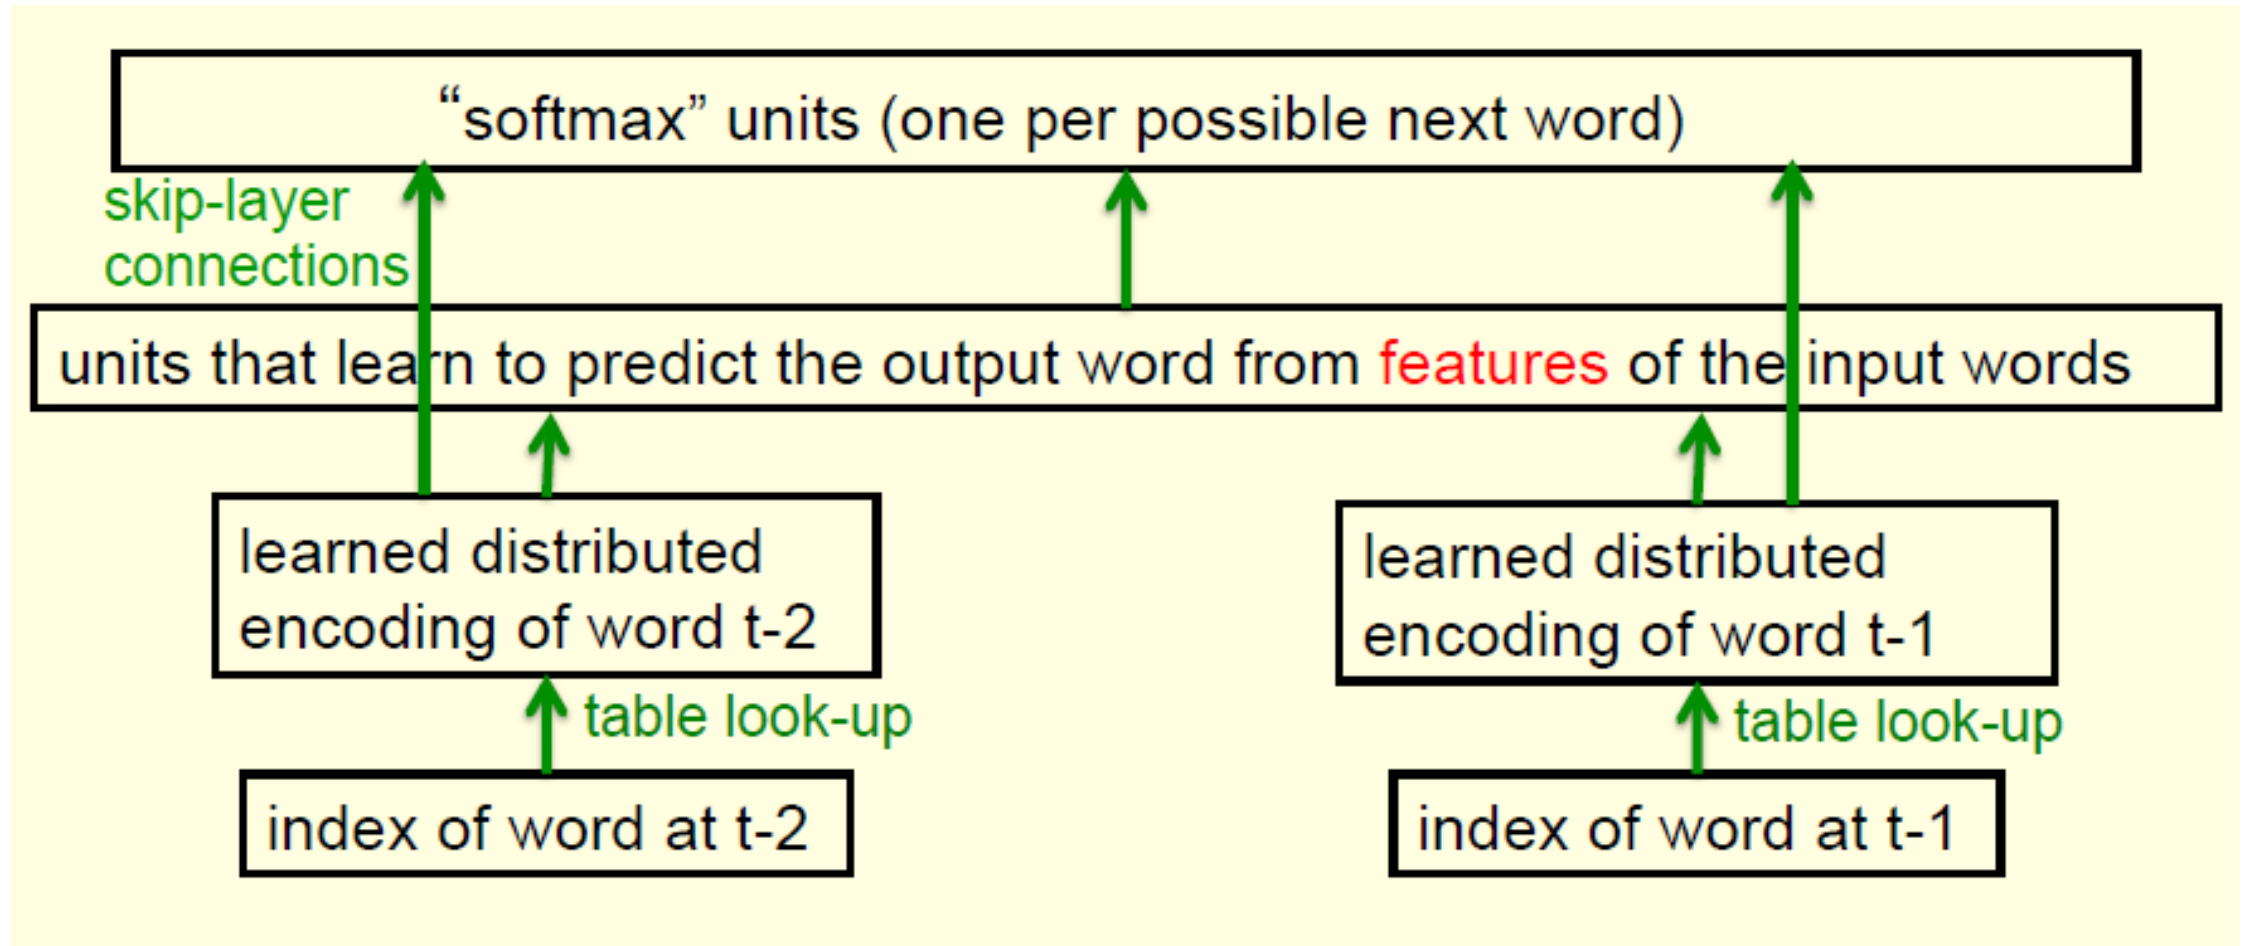 “softmax” units (one per possible next word)
skip-layer
connections
units that learn to predict the output word from features of the input words
learned distributed
encoding of word t-2
learned distributed
encoding of word t-1
table look-up
table look-up
index of word at t-2
index of word at t-1